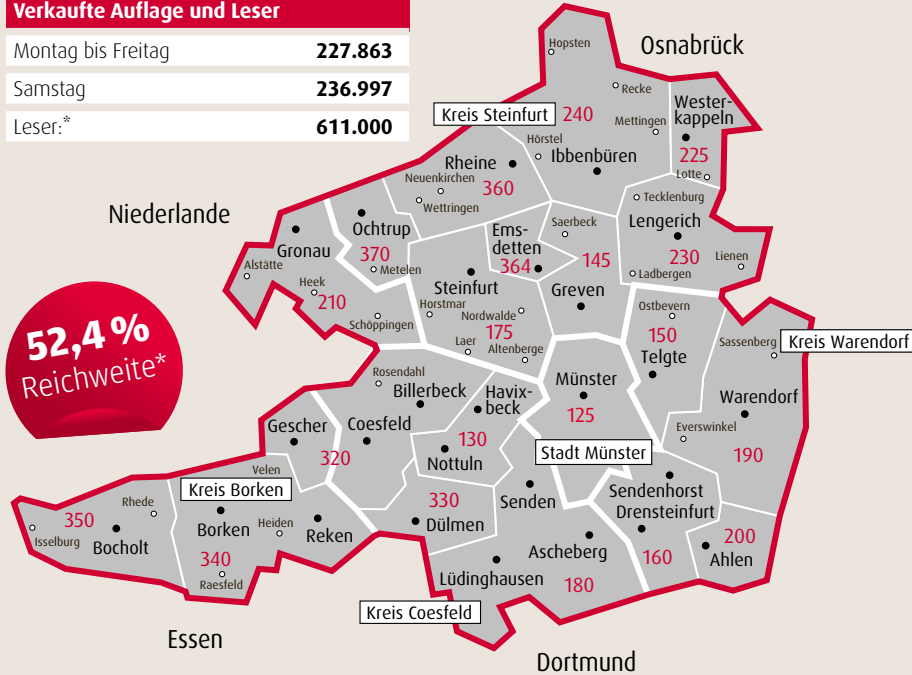 Verkaufte Auflage und Leser
Montag bis Freitag 227.863
Samstag 236.997
Leser:* 611.000
Osnabrück
Niederlande
Essen
Dortmund
52,4 %
Reichweite*
Kreis Steinfurt
Hopsten
Recke
240
Mettingen
Hörstel
Ibbenbüren
Wester-
kappeln
225
Lotte
Rheine
Neuenkirchen
360
Wettringen
Tecklenburg
Lengerich
230
Lienen
Ladbergen
Ochtrup
370
Metelen
Gronau
Alstätte
Heek
210
Schöppingen
Ems-
detten
364
Saerbeck
145
Greven
Steinfurt
Horstmar
Nordwalde
175
Laer
Altenberge
Ostbevern
150
Telgte
Sassenberg
Kreis Warendorf
Warendorf
Everswinkel
190
Münster
125
Stadt Münster
Rosendahl
Billerbeck
Coesfeld
Havix-
beck
130
Nottuln
Gescher
320
Velen
Kreis Borken
Rhede
350
Isselburg
Bocholt
Borken
Heiden
Reken
340
Raesfeld
330
Dülmen
Senden
Ascheberg
Lüdinghausen
180
Kreis Coesfeld
Sendenhorst
Drensteinfurt
160
200
Ahlen